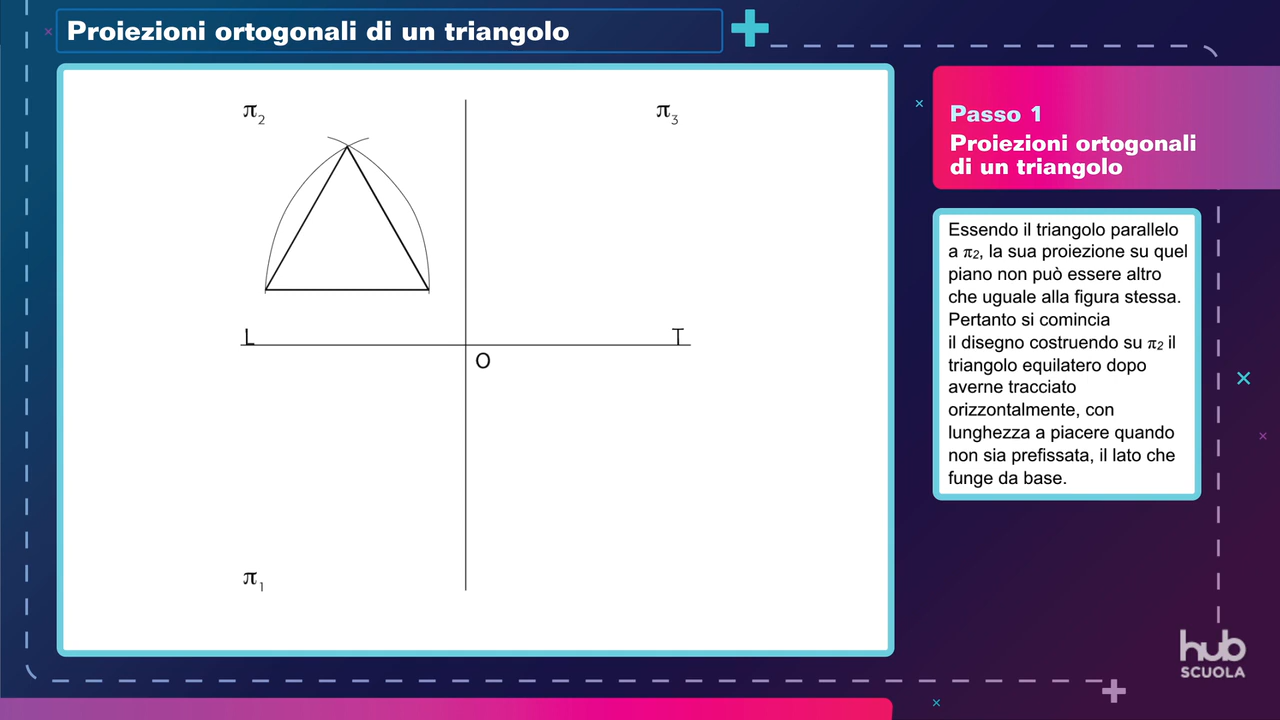 Proiezioni ortogonali di un triangolo
π2
π3
L
T
O
π1
Passo 1
Proiezioni ortogonali
di un triangolo
Essendo il triangolo parallelo
a π2, la sua proiezione su quel
piano non può essere altro
che uguale alla figura stessa.
Pertanto si comincia
il disegno costruendo su π2 il
triangolo equilatero dopo
averne tracciato
orizzontalmente, con
lunghezza a piacere quando
non sia prefissata, il lato che
funge da base.
hub
SCUOLA